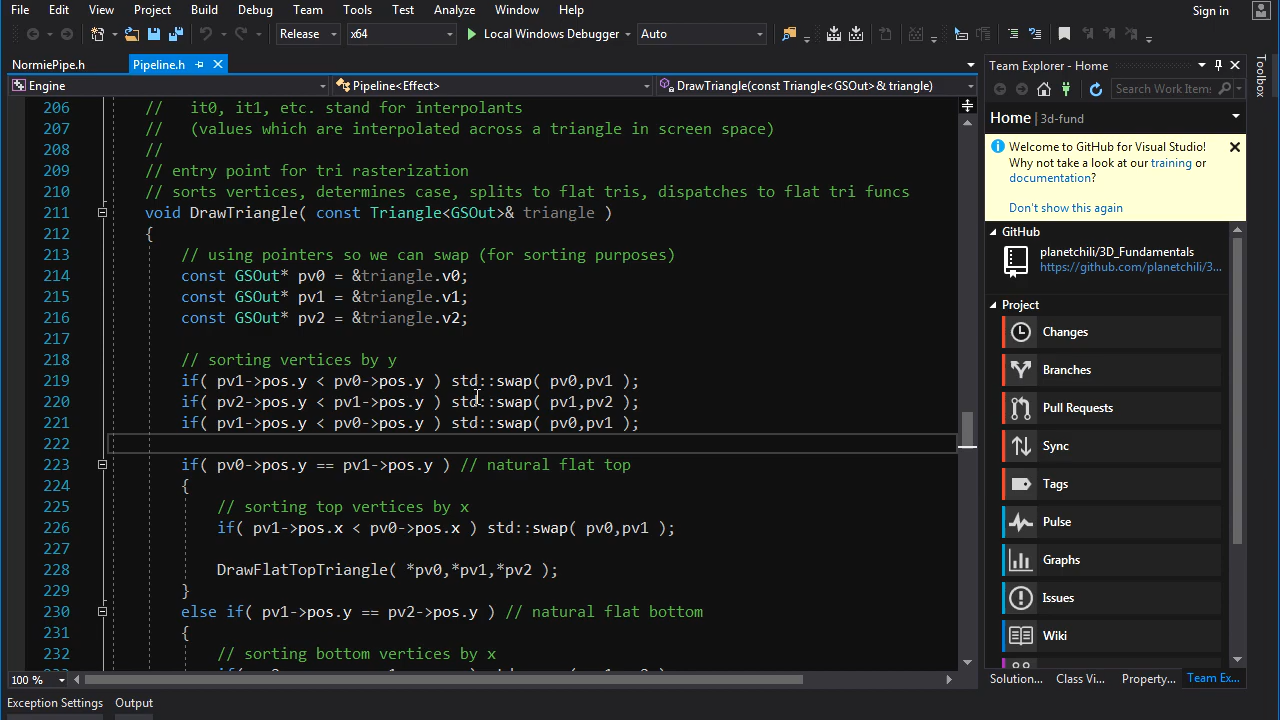 File Edit View Project Build Debug Team Tools Test Analyze Window Help Sign in
Release x64 Local Windows Debugger Auto
NormiePipe.h Pipeline.h
Engine Pipeline<Effect> DrawTriangle(const Triangle<GSOut>& triangle)
206 // it0, it1, etc. stand for interpolants
207 // (values which are interpolated across a triangle in screen space)
208 //
209 // entry point for tri rasterization
210 // sorts vertices, determines case, splits to flat tris, dispatches to flat tri funcs
211 void DrawTriangle( const Triangle<GSOut>& triangle )
212 {
213 // using pointers so we can swap (for sorting purposes)
214 const GSOut* pv0 = &triangle.v0;
215 const GSOut* pv1 = &triangle.v1;
216 const GSOut* pv2 = &triangle.v2;
217
218 // sorting vertices by y
219 if( pv1->pos.y < pv0->pos.y ) std::swap( pv0,pv1 );
220 if( pv2->pos.y < pv1->pos.y ) std::swap( pv1,pv2 );
221 if( pv1->pos.y < pv0->pos.y ) std::swap( pv0,pv1 );
222
223 if( pv0->pos.y == pv1->pos.y ) // natural flat top
224 {
225 // sorting top vertices by x
226 if( pv1->pos.x < pv0->pos.x ) std::swap( pv0,pv1 );
227
228 DrawFlatTopTriangle( *pv0,*pv1,*pv2 );
229 }
230 else if( pv1->pos.y == pv2->pos.y ) // natural flat bottom
231 {
232 // sorting bottom vertices by x
100 %
Exception Settings Output
Team Explorer - Home
Search Work Items
Home | 3d-fund
Welcome to GitHub for Visual Studio!
Why not take a look at our training or
documentation?
Don't show this again
GitHub
planetchili/3D_Fundamentals
https://github.com/planetchili/3...
Project
Changes
Branches
Pull Requests
Sync
Tags
Pulse
Graphs
Issues
Wiki
Solution... Class Vi... Property... Team Ex...
Toolbox